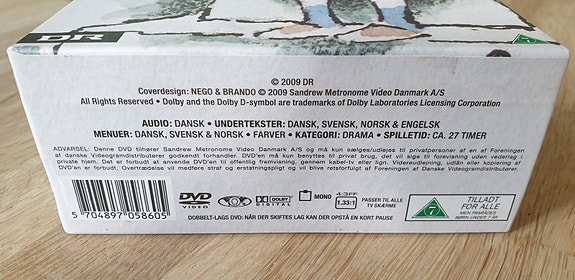 DR
7
© 2009 DR
Coverdesign: NEGO & BRANDO © 2009 Sandrew Metronome Video Danmark A/S
All Rights Reserved • Dolby and the Dolby D-symbol are trademarks of Dolby Laboratories Licensing Corporation
AUDIO: DANSK • UNDERTEKSTER: DANSK, SVENSK, NORSK & ENGELSK
MENUER: DANSK, SVENSK & NORSK • FARVER • KATEGORI: DRAMA • SPILLETID: CA. 27 TIMER
ADVARSEL: Denne DVD tilhører Sandrew Metronome Video Danmark A/S og må kun sælges/udlejes til privatpersoner af en af Foreningen
af danske Videogramdistributører godkendt forhandler. DVD'en må kun benyttes til privat brug, det vil sige til forevisning uden vederlag i
private hjem. Det er forbudt at anvende DVD'en til offentlig fremvisning, gennem kabel-tv eller lign. Videreudlejning, eller ombytning af
DVD'en er forbudt. Overtrædelse vil medføre straf og erstatningspligt og vil blive retsforfulgt af Foreningen af Danske Videogramdistributører.
5 704897 058605
DVD VIDEO
DOLBY DIGITAL
MONO
4:3FF
1.33:1
PASSER TIL ALLE
TV SKÆRME
7
TILLADT
FOR ALLE
MEN FRARÅDES
BØRN UNDER 7 ÅR
DOBBELT-LAGS DVD: NÅR DER SKIFTES LAG KAN DER OPSTÅ EN KORT PAUSE